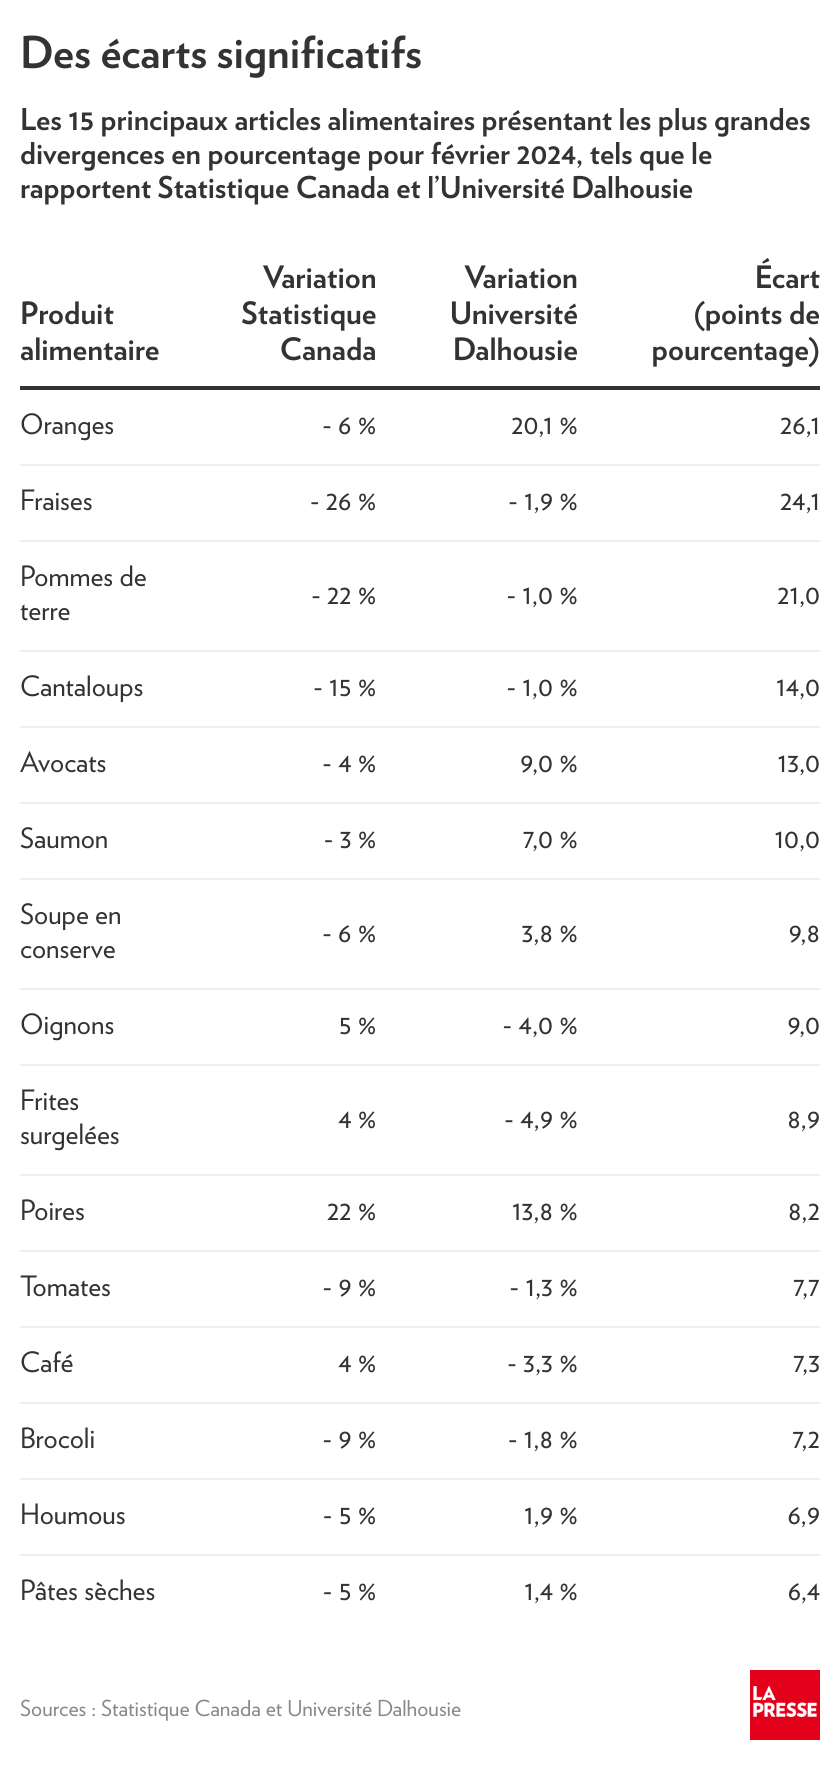 Des écarts significatifs
Les 15 principaux articles alimentaires présentant les plus grandes
divergences en pourcentage pour février 2024, tels que le
rapportent Statistique Canada et l’Université Dalhousie
Produit alimentaire Variation Statistique Canada Variation Université Dalhousie Écart (points de pourcentage)
Oranges - 6 % 20,1 % 26,1
Fraises - 26 % - 1,9 % 24,1
Pommes de terre - 22 % - 1,0 % 21,0
Cantaloups - 15 % - 1,0 % 14,0
Avocats - 4 % 9,0 % 13,0
Saumon - 3 % 7,0 % 10,0
Soupe en conserve - 6 % 3,8 % 9,8
Oignons 5 % - 4,0 % 9,0
Frites surgelées 4 % - 4,9 % 8,9
Poires 22 % 13,8 % 8,2
Tomates - 9 % - 1,3 % 7,7
Café 4 % - 3,3 % 7,3
Brocoli - 9 % - 1,8 % 7,2
Houmous - 5 % 1,9 % 6,9
Pâtes sèches - 5 % 1,4 % 6,4
Sources : Statistique Canada et Université Dalhousie
LA
PRESSE